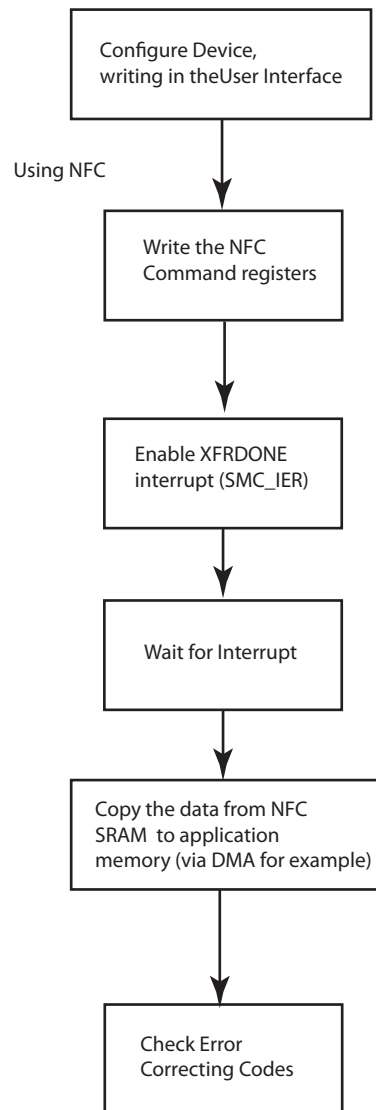 Configure Device,
writing in theUser Interface
Using NFC
Write the NFC
Command registers
Enable XFRDONE
interrupt (SMC_IER)
Wait for Interrupt
Copy the data from NFC
SRAM to application
memory (via DMA for example)
Check Error
Correcting Codes